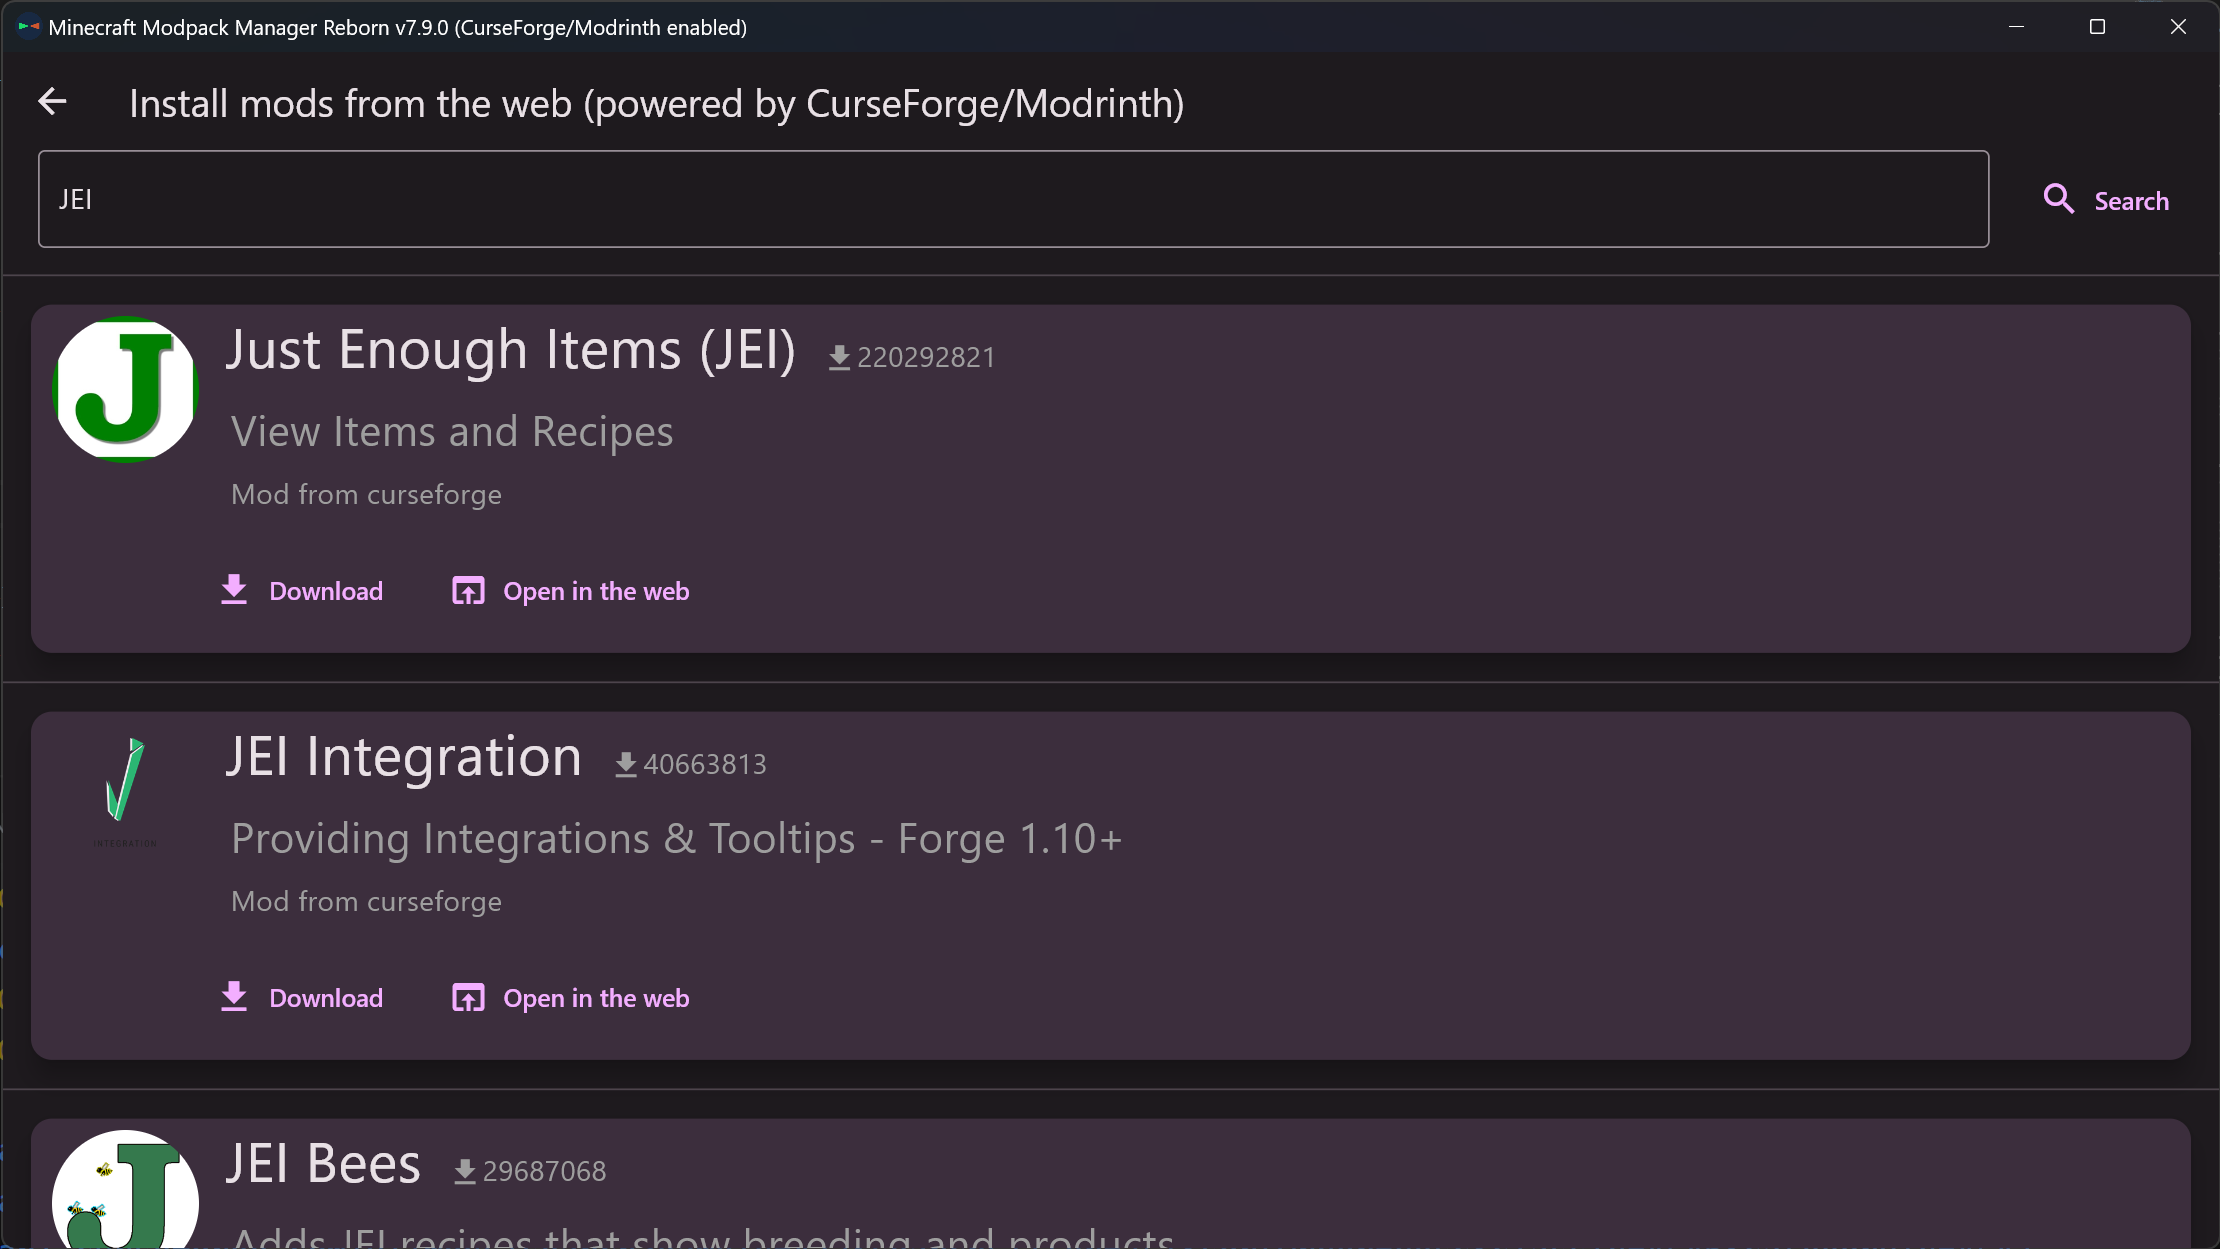 Minecraft Modpack Manager Reborn v7.9.0 (CurseForge/Modrinth enabled)
Install mods from the web (powered by CurseForge/Modrinth)
JEI
Search
Just Enough Items (JEI) 220292821
View Items and Recipes
Mod from curseforge
Download Open in the web
JEI Integration 40663813
INTEGRATION
Providing Integrations & Tooltips - Forge 1.10+
Mod from curseforge
Download Open in the web
JEI Bees 29687068
Adds JEI recipes that show breeding and products